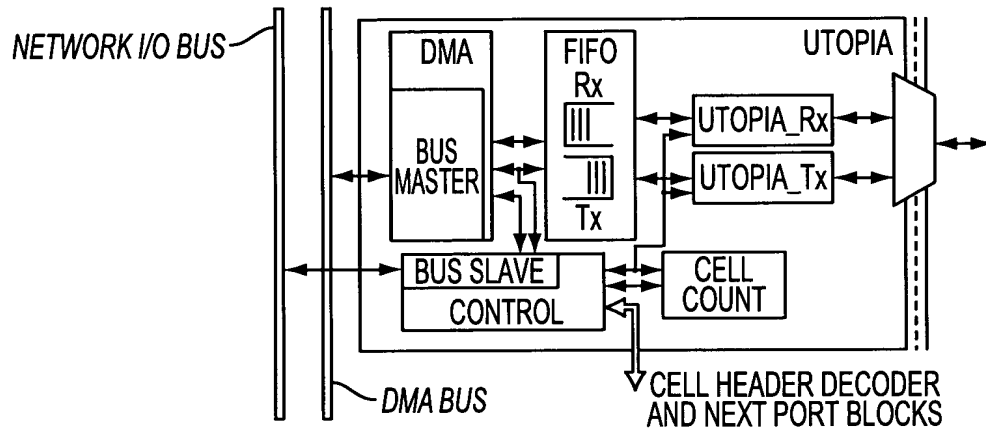 NETWORK I/O BUS
DMA
FIFO
UTOPIA
Rx
BUS
MASTER
UTOPIA_Rx
UTOPIA_Tx
Tx
BUS SLAVE
CONTROL
CELL
COUNT
DMA BUS
CELL HEADER DECODER
AND NEXT PORT BLOCKS